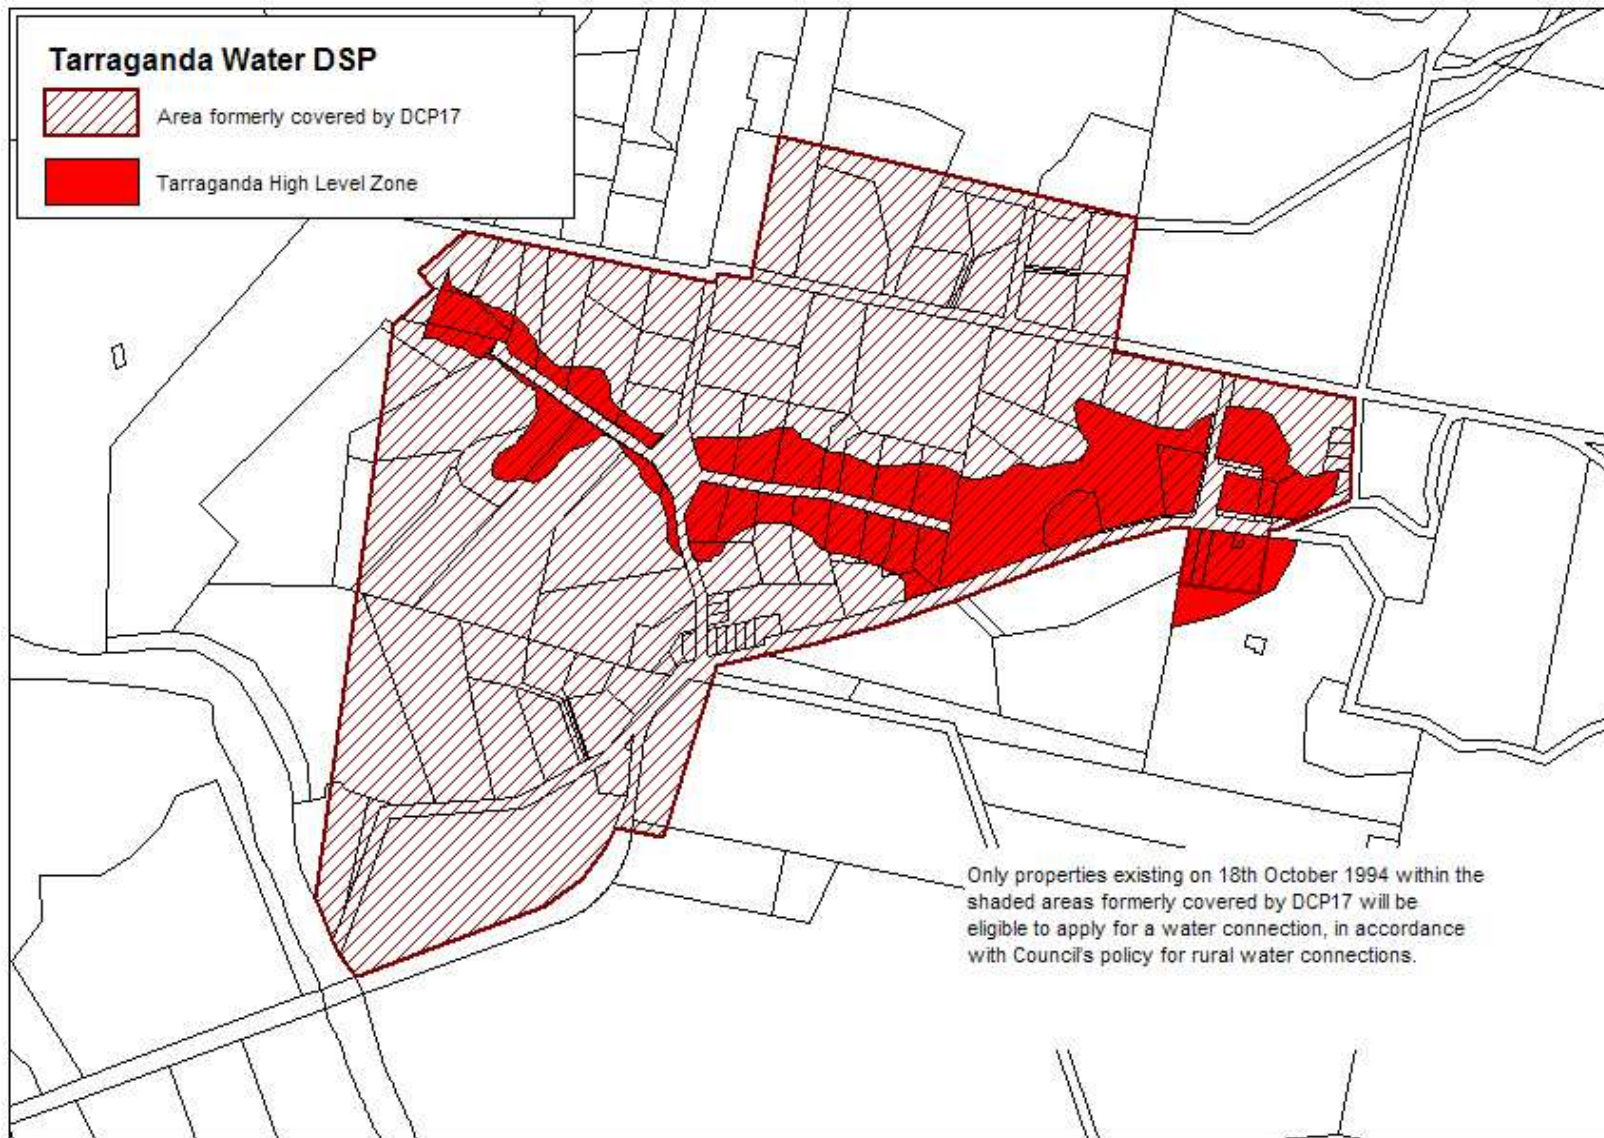 Tarraganda Water DSP
Area formerly covered by DCP17
Tarraganda High Level Zone
Only properties existing on 18th October 1994 within the
shaded areas formerly covered by DCP17 will be
eligible to apply for a water connection, in accordance
with Council's policy for rural water connections.